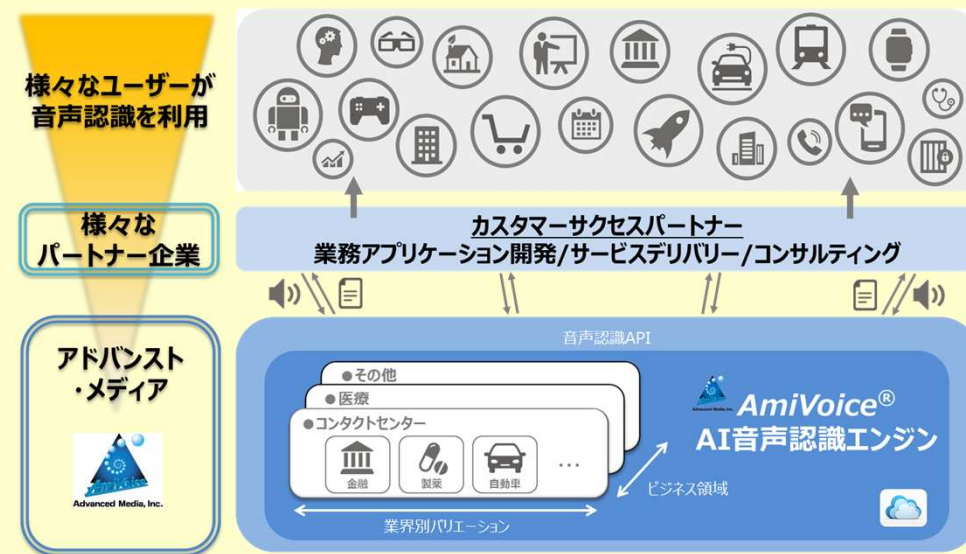 様々なユーザーが
音声認識を利用
様々な
パートナー企業
カスタマーサクセスパートナー
業務アプリケーション開発/サービスデリバリー/コンサルティング
アドバンスト
・メディア
AmiVoice
Advanced Media, Inc.
音声認識API
●その他
●医療
●コンタクトセンター
金融
製薬
自動車
…
業界別バリエーション
ビジネス領域
Advanced Media, Inc.
AmiVoice®
AI音声認識エンジン